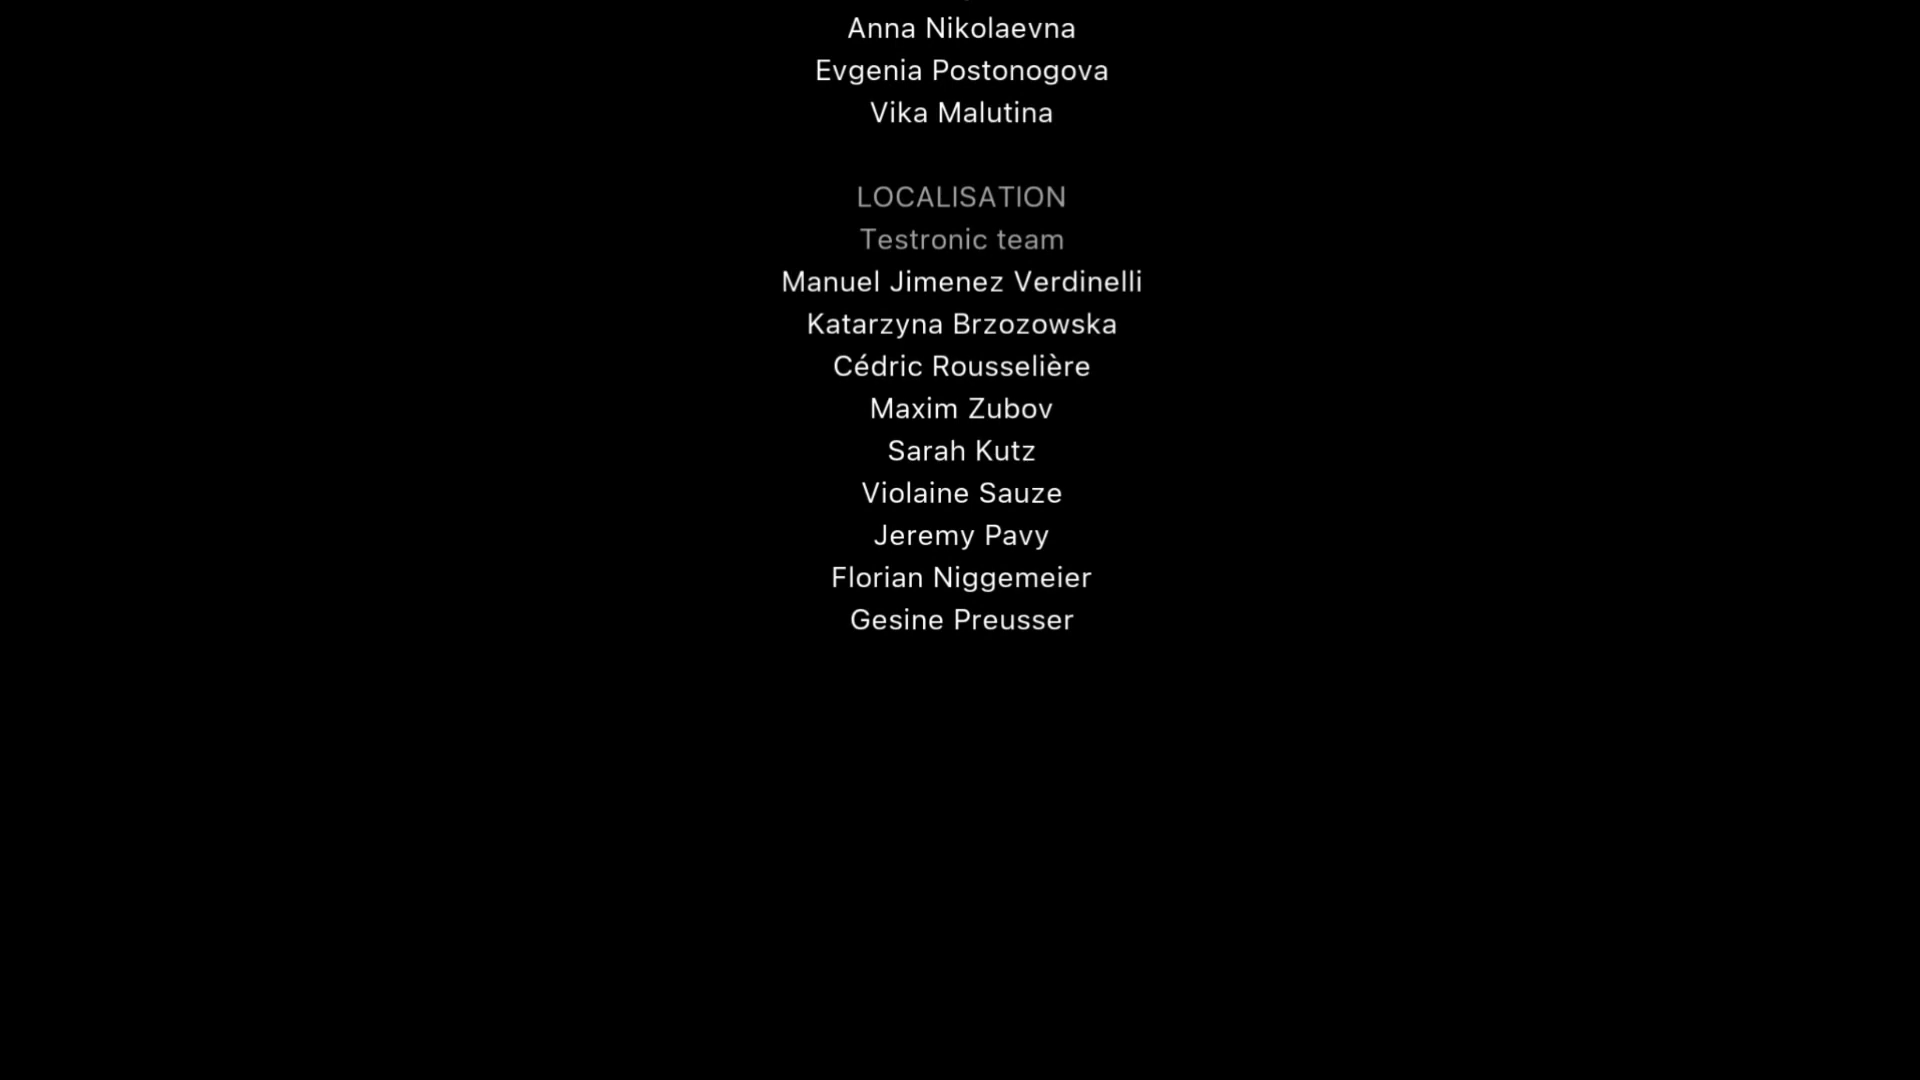 Anna Nikolaevna
Evgenia Postonogova
Vika Malutina
LOCALISATION
Testronic team
Manuel Jimenez Verdinelli
Katarzyna Brzozowska
Cédric Rousselière
Maxim Zubov
Sarah Kutz
Violaine Sauze
Jeremy Pavy
Florian Niggemeier
Gesine Preusser